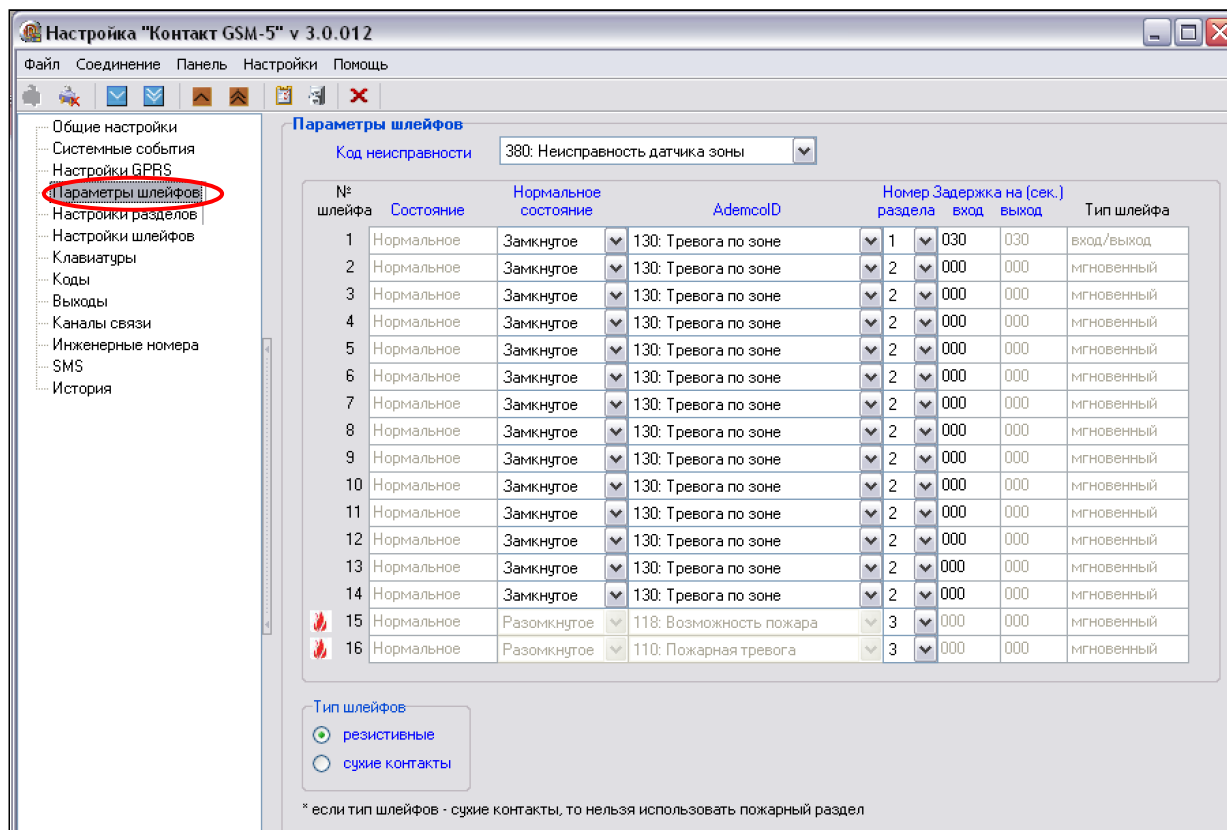 Настройка "Контакт GSM-5" v 3.0.012
Файл Соединение Панель Настройки Помощь
Общие настройки
Системные события
Настройки GPRS
Параметры шлейфов
Настройки разделов
Настройки шлейфов
Клавиатуры
Коды
Выходы
Каналы связи
Инженерные номера
SMS
История
Параметры шлейфов
Код неисправности 380: Неисправность датчика зоны
№ Нормальное Номер Задержка на (сек.)
шлейфа Состояние состояние AdemcoID раздела вход выход Тип шлейфа
1 Нормальное Замкнутое 130: Тревога по зоне 1 030 030 вход/выход
2 Нормальное Замкнутое 130: Тревога по зоне 2 000 000 мгновенный
3 Нормальное Замкнутое 130: Тревога по зоне 2 000 000 мгновенный
4 Нормальное Замкнутое 130: Тревога по зоне 2 000 000 мгновенный
5 Нормальное Замкнутое 130: Тревога по зоне 2 000 000 мгновенный
6 Нормальное Замкнутое 130: Тревога по зоне 2 000 000 мгновенный
7 Нормальное Замкнутое 130: Тревога по зоне 2 000 000 мгновенный
8 Нормальное Замкнутое 130: Тревога по зоне 2 000 000 мгновенный
9 Нормальное Замкнутое 130: Тревога по зоне 2 000 000 мгновенный
10 Нормальное Замкнутое 130: Тревога по зоне 2 000 000 мгновенный
11 Нормальное Замкнутое 130: Тревога по зоне 2 000 000 мгновенный
12 Нормальное Замкнутое 130: Тревога по зоне 2 000 000 мгновенный
13 Нормальное Замкнутое 130: Тревога по зоне 2 000 000 мгновенный
14 Нормальное Замкнутое 130: Тревога по зоне 2 000 000 мгновенный
15 Нормальное Разомкнутое 118: Возможность пожара 3 000 000 мгновенный
16 Нормальное Разомкнутое 110: Пожарная тревога 3 000 000 мгновенный
Тип шлейфов
резистивные
сухие контакты
* если тип шлейфов - сухие контакты, то нельзя использовать пожарный раздел